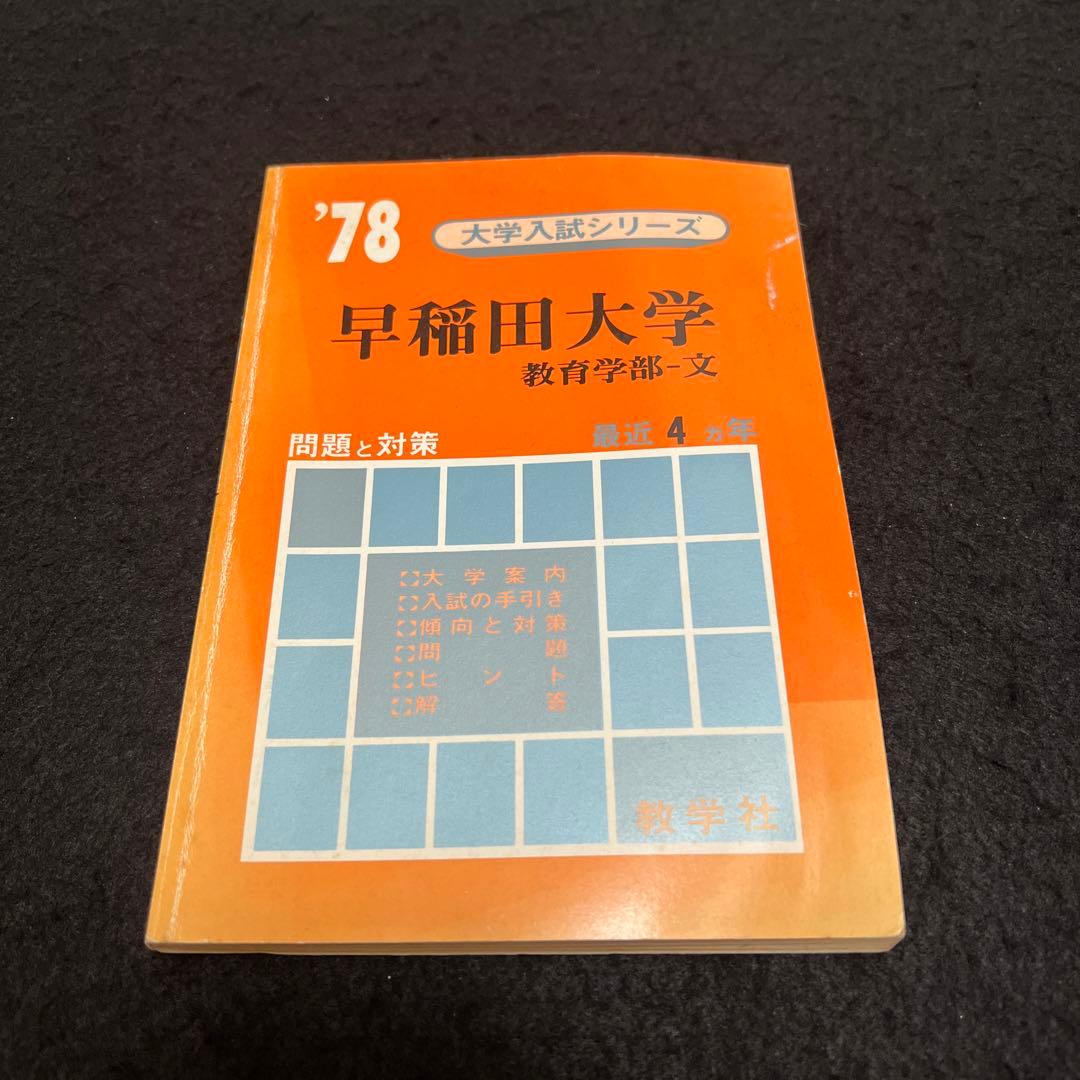 '78
大学入試シリーズ
早稲田大学
教育学部-文
問題と対策
最近4ヵ年
大学案内
入試の手引き
傾向と対策
問題
ヒント
解答
教学社